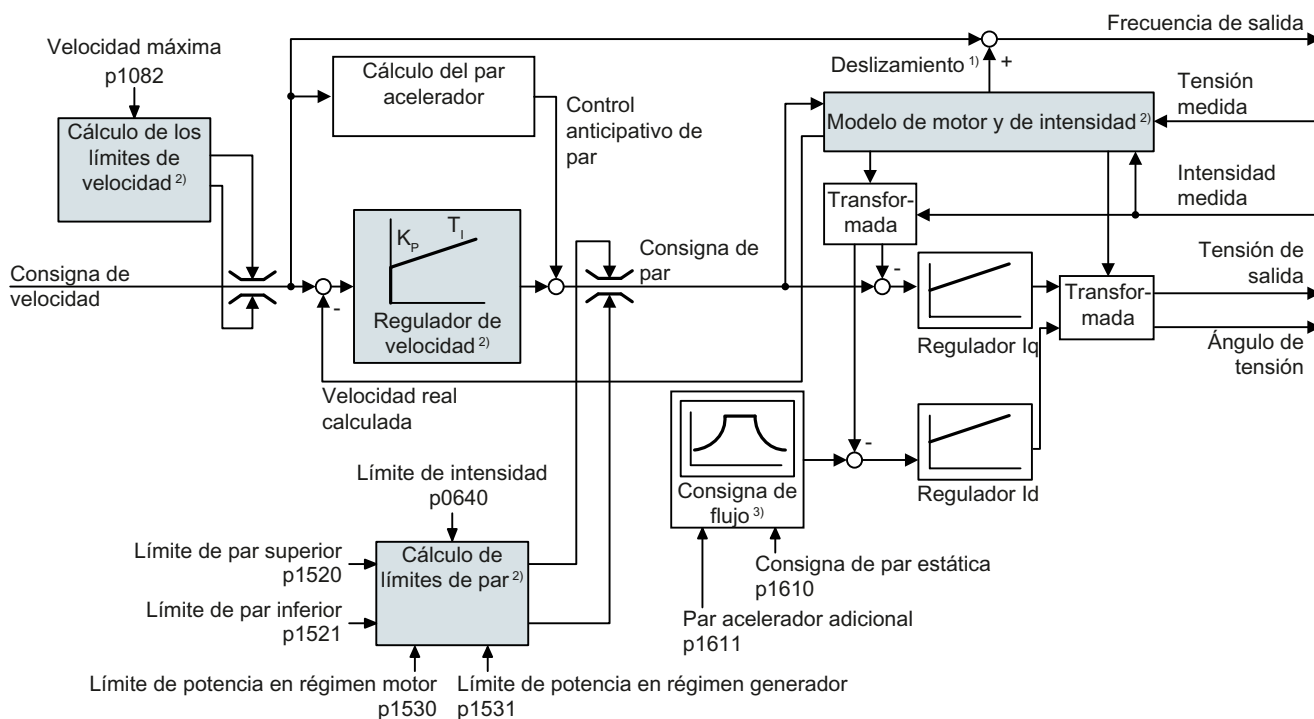 Velocidad máxima
p1082
Cálculo de los
límites de
velocidad 2)
Consigna de
velocidad
Cálculo del par
acelerador
Control
anticipativo de
par
KP
TI
Regulador de
velocidad 2)
-
Velocidad real
calculada
Consigna de
par
Frecuencia de salida
Deslizamiento 1)
+
Modelo de motor y de intensidad 2)
Tensión
medida
Intensidad
medida
Transfor-
mada
-
Regulador Iq
Transfor-
mada
Tensión de
salida
Ángulo de
tensión
-
Regulador Id
Consigna de
flujo 3)
Consigna de par estática
p1610
Par acelerador adicional
p1611
Límite de intensidad
p0640
Límite de par superior
p1520
Cálculo de
límites de par 2)
Límite de par inferior
p1521
Límite de potencia en régimen motor
p1530
Límite de potencia en régimen generador
p1531